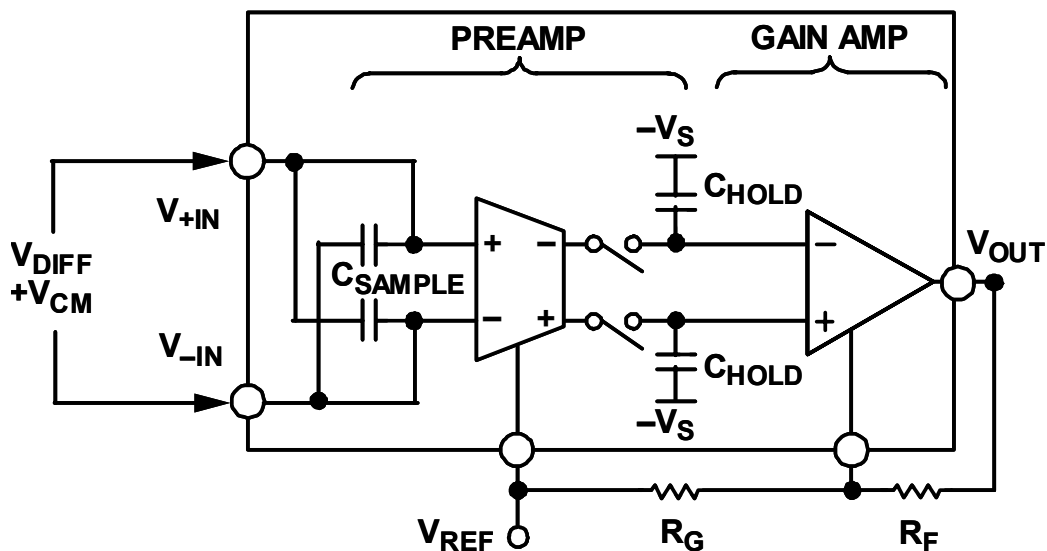 PREAMP
GAIN AMP
–VS
CHOLD
V+IN
VOUT
+
–
–
VDIFF
+VCM
CSAMPLE
–
+
+
V–IN
CHOLD
–VS
VREF
RG
RF